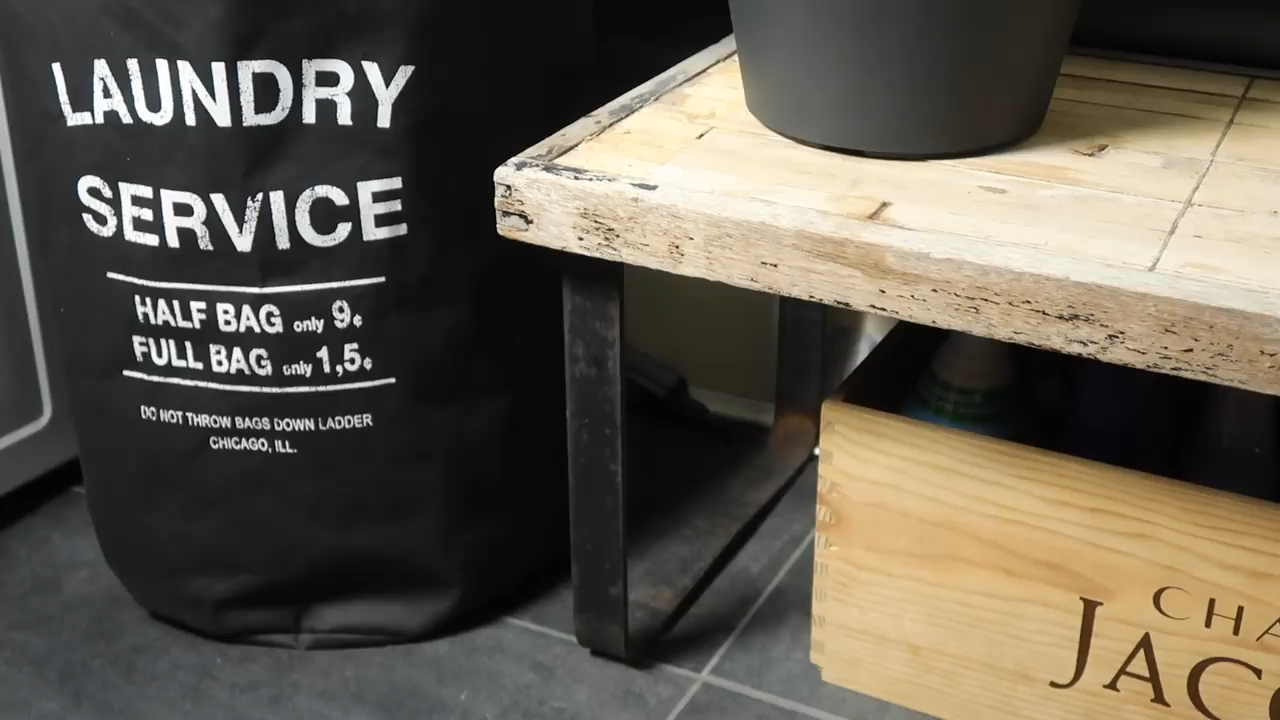 LAUNDRY
SERVICE
HALF BAG only 9¢
FULL BAG only 1,5¢
DO NOT THROW BAGS DOWN LADDER
CHICAGO, ILL.
CHA
JAC